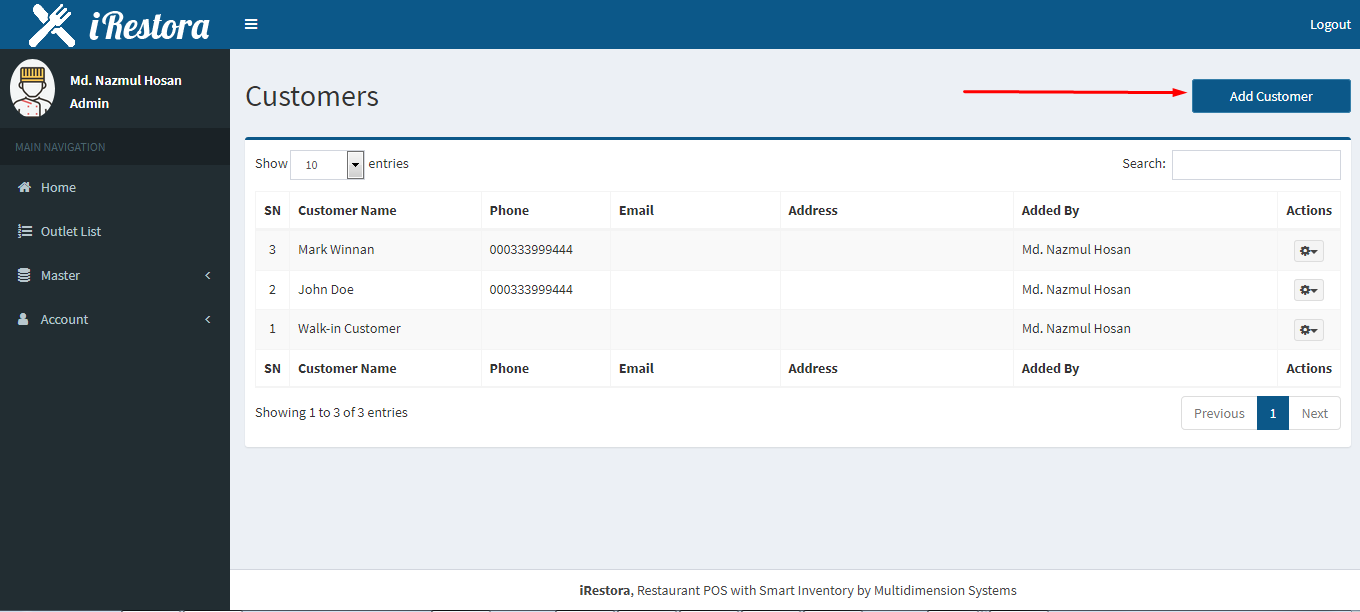 iRestora
Logout
Md. Nazmul Hosan
Admin
MAIN NAVIGATION
Home
Outlet List
Master
Account
Customers
Add Customer
Show 10 entries
Search:
SN Customer Name Phone Email Address Added By Actions
3 Mark Winnan 000333999444 Md. Nazmul Hosan
2 John Doe 000333999444 Md. Nazmul Hosan
1 Walk-in Customer Md. Nazmul Hosan
SN Customer Name Phone Email Address Added By Actions
Showing 1 to 3 of 3 entries
Previous 1 Next
iRestora, Restaurant POS with Smart Inventory by Multidimension Systems